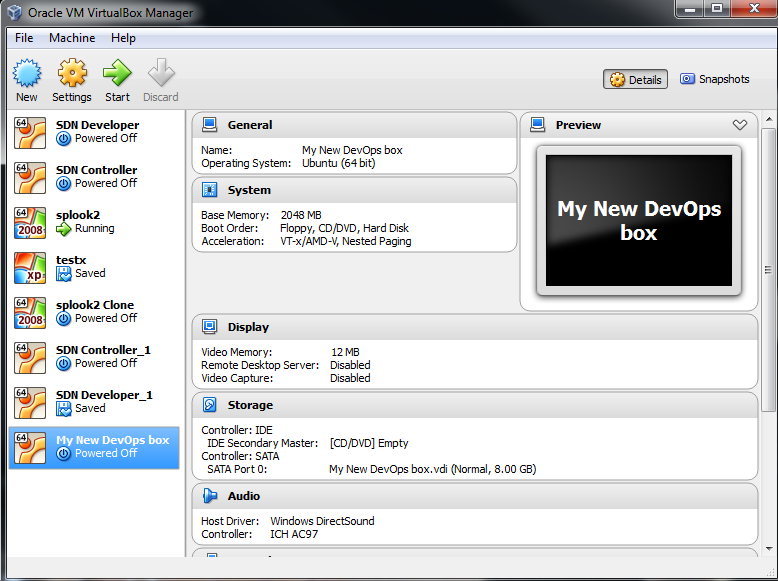 Oracle VM VirtualBox Manager
File Machine Help
New Settings Start Discard
Details Snapshots
64 SDN Developer
Powered Off
64 SDN Controller
Powered Off
64 2008 splook2
Running
xp testx
Saved
64 2008 splook2 Clone
Powered Off
64 SDN Controller_1
Powered Off
64 SDN Developer_1
Saved
64 My New DevOps box
Powered Off
General
Name: My New DevOps box
Operating System: Ubuntu (64 bit)
System
Base Memory: 2048 MB
Boot Order: Floppy, CD/DVD, Hard Disk
Acceleration: VT-x/AMD-V, Nested Paging
Preview
My New DevOps
box
Display
Video Memory: 12 MB
Remote Desktop Server: Disabled
Video Capture: Disabled
Storage
Controller: IDE
IDE Secondary Master: [CD/DVD] Empty
Controller: SATA
SATA Port 0: My New DevOps box.vdi (Normal, 8.00 GB)
Audio
Host Driver: Windows DirectSound
Controller: ICH AC97